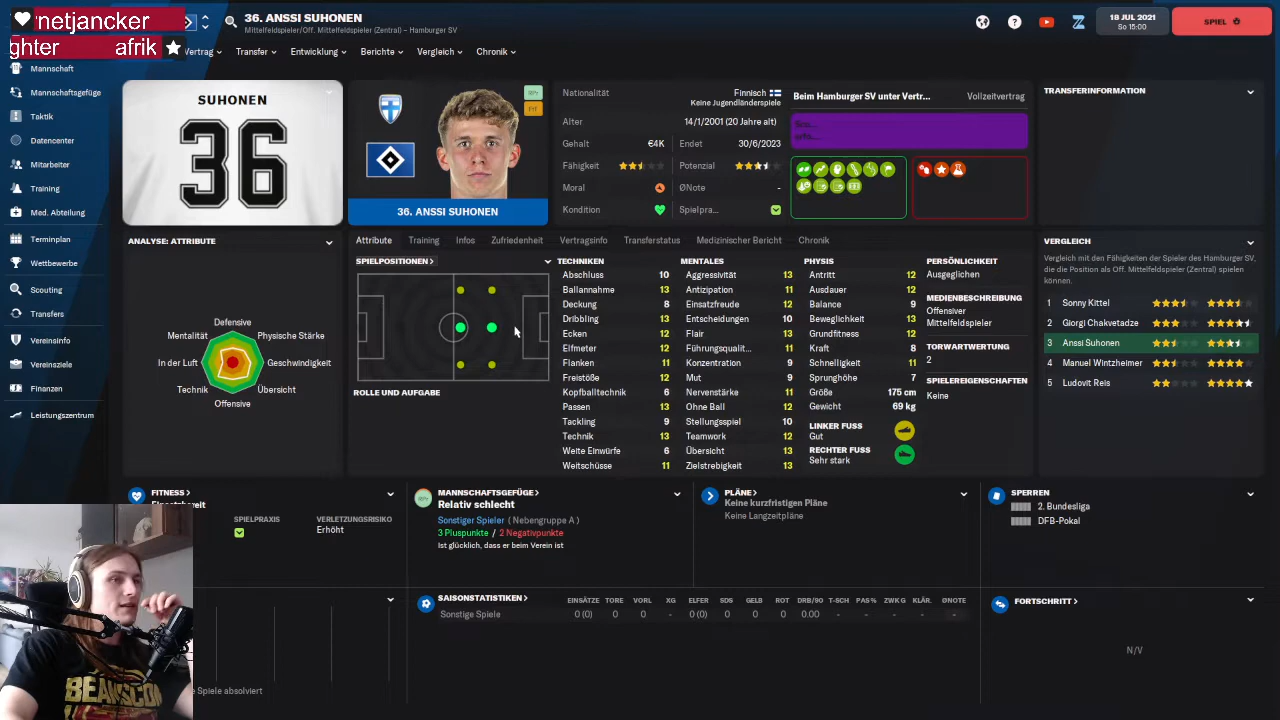 netjancker
ghter afrik
36. ANSSI SUHONEN
Mittelfeldspieler/Off. Mittelfeldspieler (Zentral) – Hamburger SV
18 JUL 2021
So 15:00
SPIEL
Vertrag
Transfer
Entwicklung
Berichte
Vergleich
Chronik
Mannschaft
Mannschaftsgefüge
Taktik
Datencenter
Mitarbeiter
Training
Med. Abteilung
Terminplan
Wettbewerbe
Scouting
Transfers
Vereinsinfo
Vereinsziele
Finanzen
Leistungszentrum
SUHONEN
36
36. ANSSI SUHONEN
Nationalität Finnisch
Keine Jugendländerspiele
Alter 14/1/2001 (20 Jahre alt)
Gehalt €4K Endet 30/6/2023
Fähigkeit Potenzial
Moral ØNote -
Kondition Spielpra...
Beim Hamburger SV unter Vertr... Vollzeitvertrag
TRANSFERINFORMATION
ANALYSE: ATTRIBUTE
Defensive
Mentalität Physische Stärke
In der Luft Geschwindigkeit
Technik Übersicht
Offensive
Attribute Training Infos Zufriedenheit Vertragsinfo Transferstatus Medizinischer Bericht Chronik
SPIELPOSITIONEN
ROLLE UND AUFGABE
TECHNIKEN
Abschluss 10
Ballannahme 13
Deckung 8
Dribbling 13
Ecken 12
Elfmeter 12
Flanken 11
Freistöße 12
Kopfballtechnik 6
Passen 13
Tackling 9
Technik 13
Weite Einwürfe 6
Weitschüsse 11
MENTALES
Aggressivität 13
Antizipation 11
Einsatzfreude 12
Entscheidungen 10
Flair 13
Führungsqualit... 11
Konzentration 9
Mut 9
Nervenstärke 11
Ohne Ball 12
Stellungsspiel 10
Teamwork 12
Übersicht 13
Zielstrebigkeit 13
PHYSIS
Antritt 12
Ausdauer 12
Balance 9
Beweglichkeit 13
Grundfitness 12
Kraft 8
Schnelligkeit 11
Sprunghöhe 7
Größe 175 cm
Gewicht 69 kg
LINKER FUSS
Gut
RECHTER FUSS
Sehr stark
PERSÖNLICHKEIT
Ausgeglichen
MEDIENBESCHREIBUNG
Offensiver
Mittelfeldspieler
TORWARTWERTUNG
2
SPIELEREIGENSCHAFTEN
Keine
VERGLEICH
Vergleich mit den Fähigkeiten der Spieler des Hamburger SV,
die die Position als Off. Mittelfeldspieler (Zentral) spielen
können.
1 Sonny Kittel
2 Giorgi Chakvetadze
3 Anssi Suhonen
4 Manuel Wintzheimer
5 Ludovit Reis
FITNESS
SPIELPRAXIS
VERLETZUNGSRISIKO
Erhöht
MANNSCHAFTSGEFÜGE
Relativ schlecht
Sonstiger Spieler ( Nebengruppe A )
3 Pluspunkte / 2 Negativpunkte
Ist glücklich, dass er beim Verein ist
PLÄNE
Keine kurzfristigen Pläne
Keine Langzeitpläne
SPERREN
2. Bundesliga
DFB-Pokal
e Spiele absolviert
SAISONSTATISTIKEN EINSÄTZE TORE VORL XG ELFER SDS GELB ROT DRB/90 T-SCH PAS % ZWK G KLÄR. ØNOTE
Sonstige Spiele 0 (0) 0 0 - 0 (0) 0 0 0 0.00 - - - - -
FORTSCHRITT
N/V
BEARDSCON